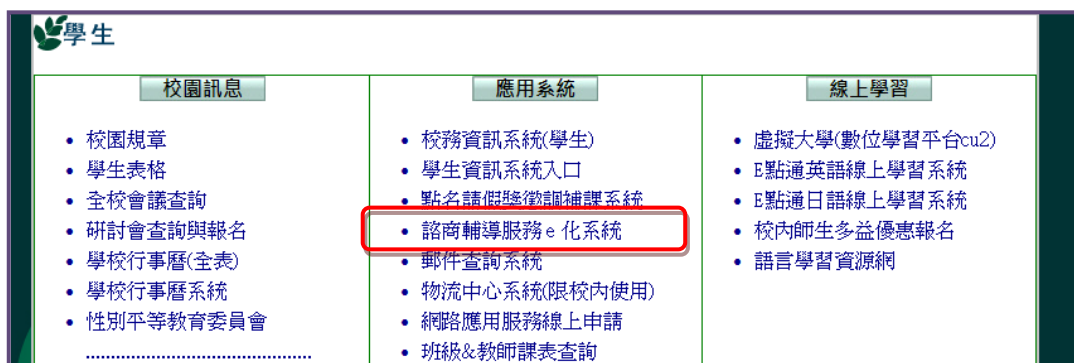 學生
校園訊息
校園規章
學生表格
全校會議查詢
研討會查詢與報名
學校行事曆(全表)
學校行事曆系統
性別平等教育委員會
應用系統
校務資訊系統(學生)
學生資訊系統入口
點名請假獎懲調補課系統
諮商輔導服務e化系統
郵件查詢系統
物流中心系統(限校內使用)
網路應用服務線上申請
班級&教師課表查詢
線上學習
虛擬大學(數位學習平台cu2)
E點通英語線上學習系統
E點通日語線上學習系統
校內師生多益優惠報名
語言學習資源網